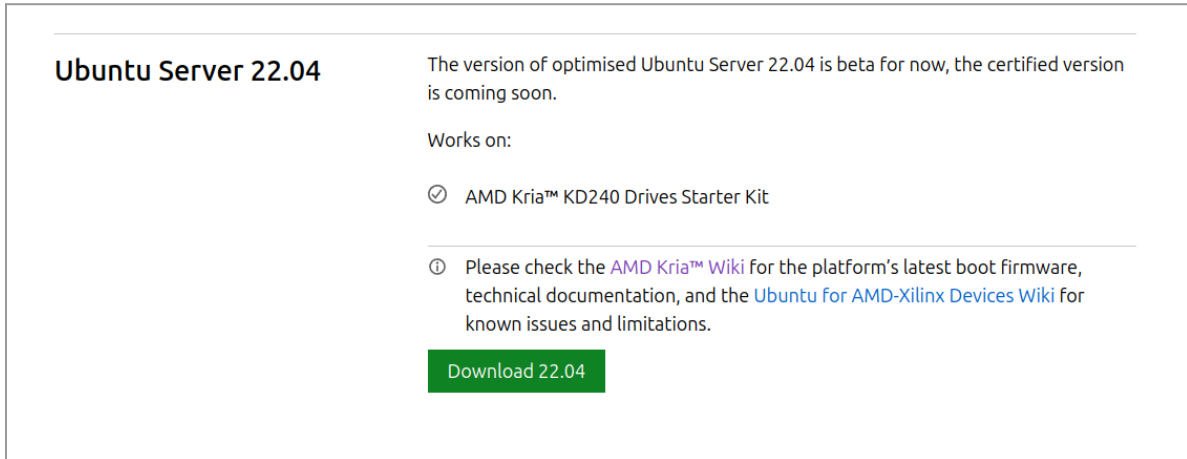 Ubuntu Server 22.04
The version of optimised Ubuntu Server 22.04 is beta for now, the certified version
is coming soon.
Works on:
AMD Kria™ KD240 Drives Starter Kit
Please check the AMD Kria™ Wiki for the platform's latest boot firmware,
technical documentation, and the Ubuntu for AMD-Xilinx Devices Wiki for
known issues and limitations.
Download 22.04